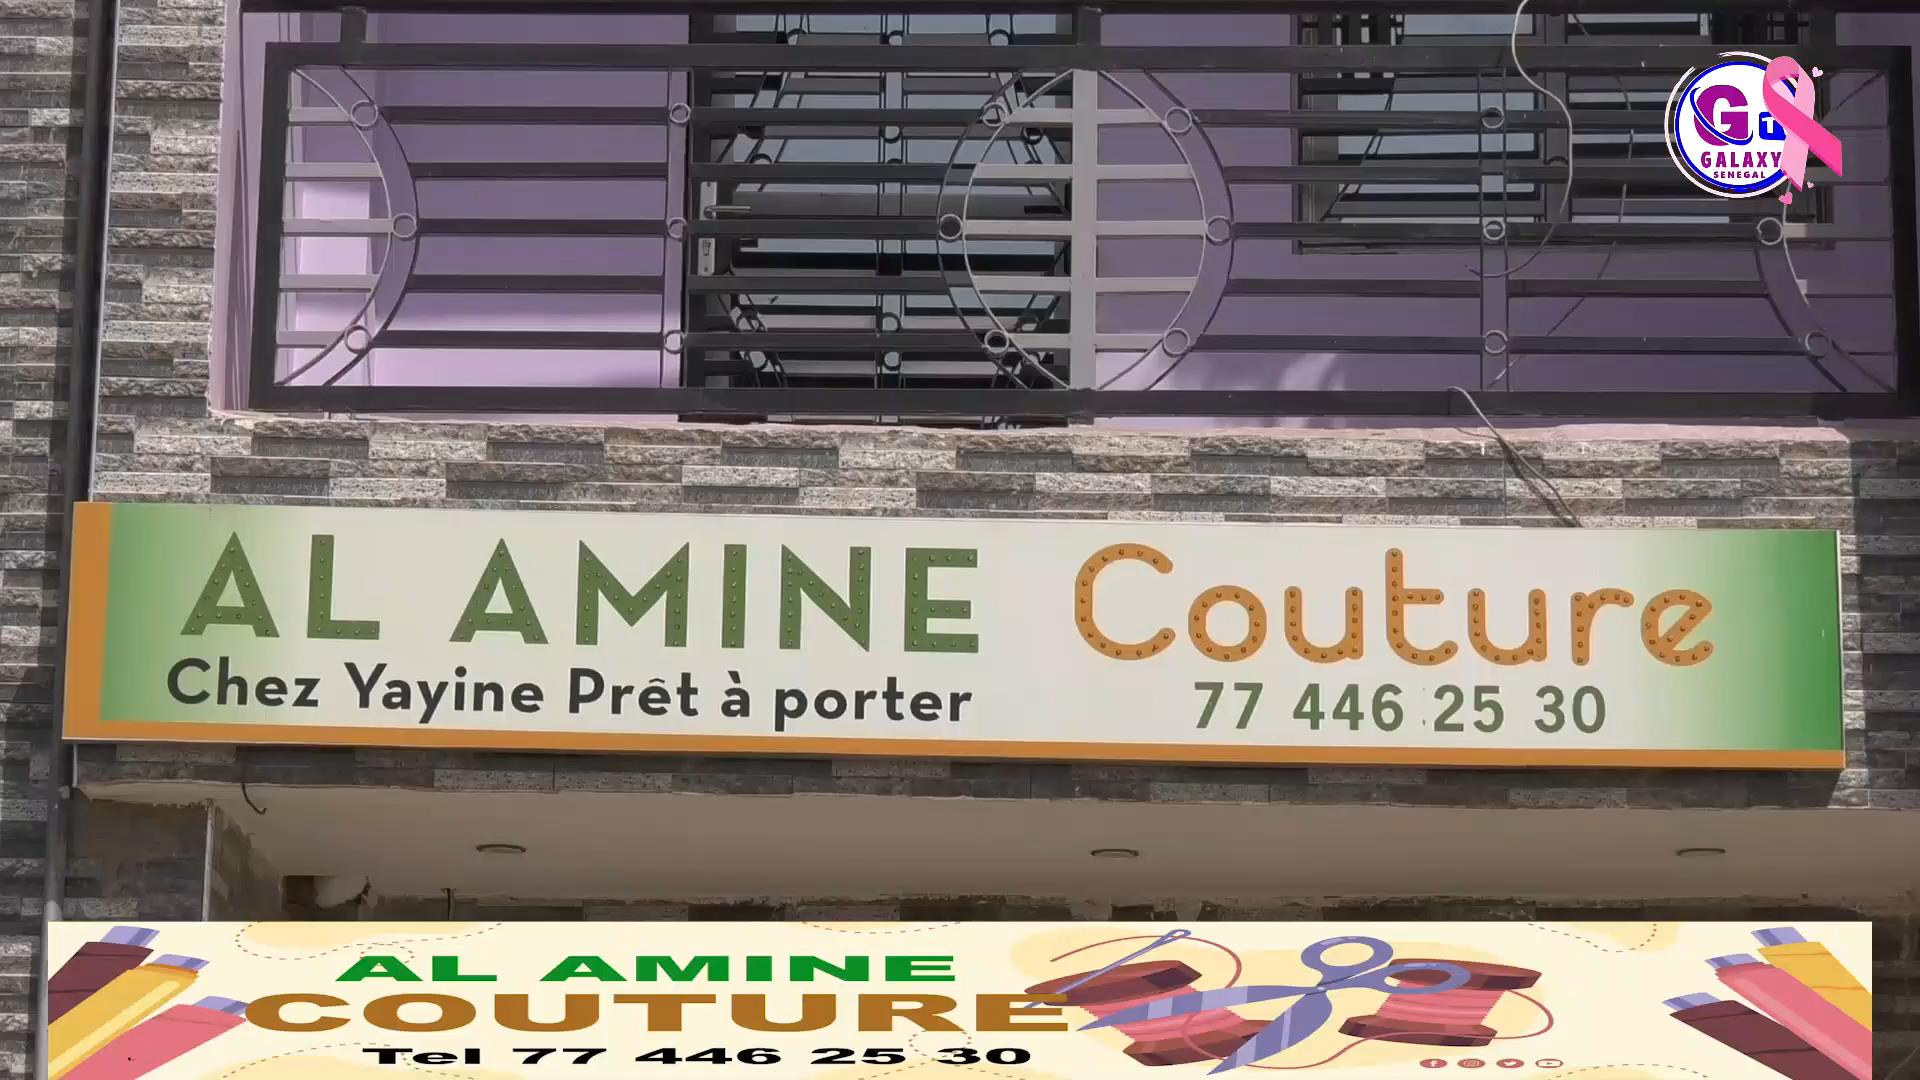 G T
GALAXY
SENEGAL
AL AMINE Couture
Chez Yayine Prêt à porter
77 446 25 30
AL AMINE
COUTURE
Tel 77 446 25 30